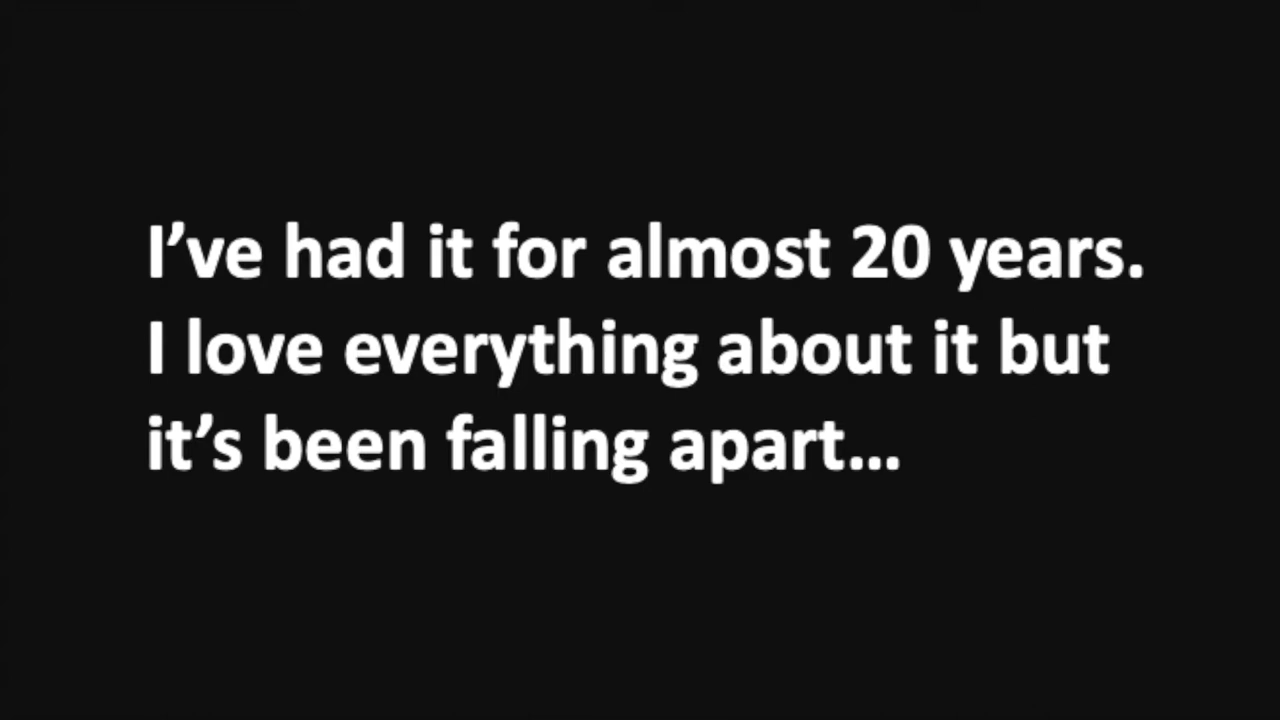 I’ve had it for almost 20 years.
I love everything about it but
it’s been falling apart...